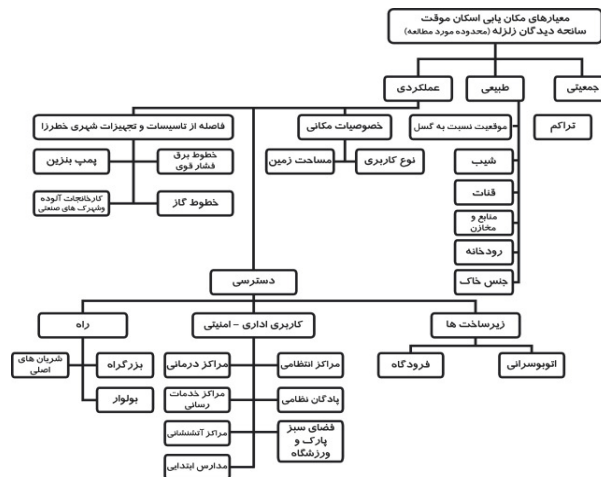 معیارهای مکان یابی اسکان موقت
سانحه دیدگان زلزله (محدوده مورد مطالعه)
جمعیتی
طبیعی
عملکردی
تراکم
موقعیت نسبت به گسل
شیب
قنات
منابع و
مخازن
رودخانه
جنس خاک
خصوصیات مکانی
نوع کاربری
مساحت زمین
فاصله از تاسیسات و تجهیزات شهری خطرزا
خطوط برق
فشار قوی
پمپ بنزین
خطوط گاز
کارخانجات آلوده
وشهرک های صنعتی
دسترسی
زیرساخت ها
کاربری اداری - امنیتی
راه
اتوبوسرانی
فرودگاه
مراکز انتظامی
مراکز درمانی
پادگان نظامی
مراکز خدمات
رسانی
فضای سبز
پارک و
ورزشگاه
مراکز آتشنشانی
مدارس ابتدایی
بزرگراه
شریان های
اصلی
بولوار